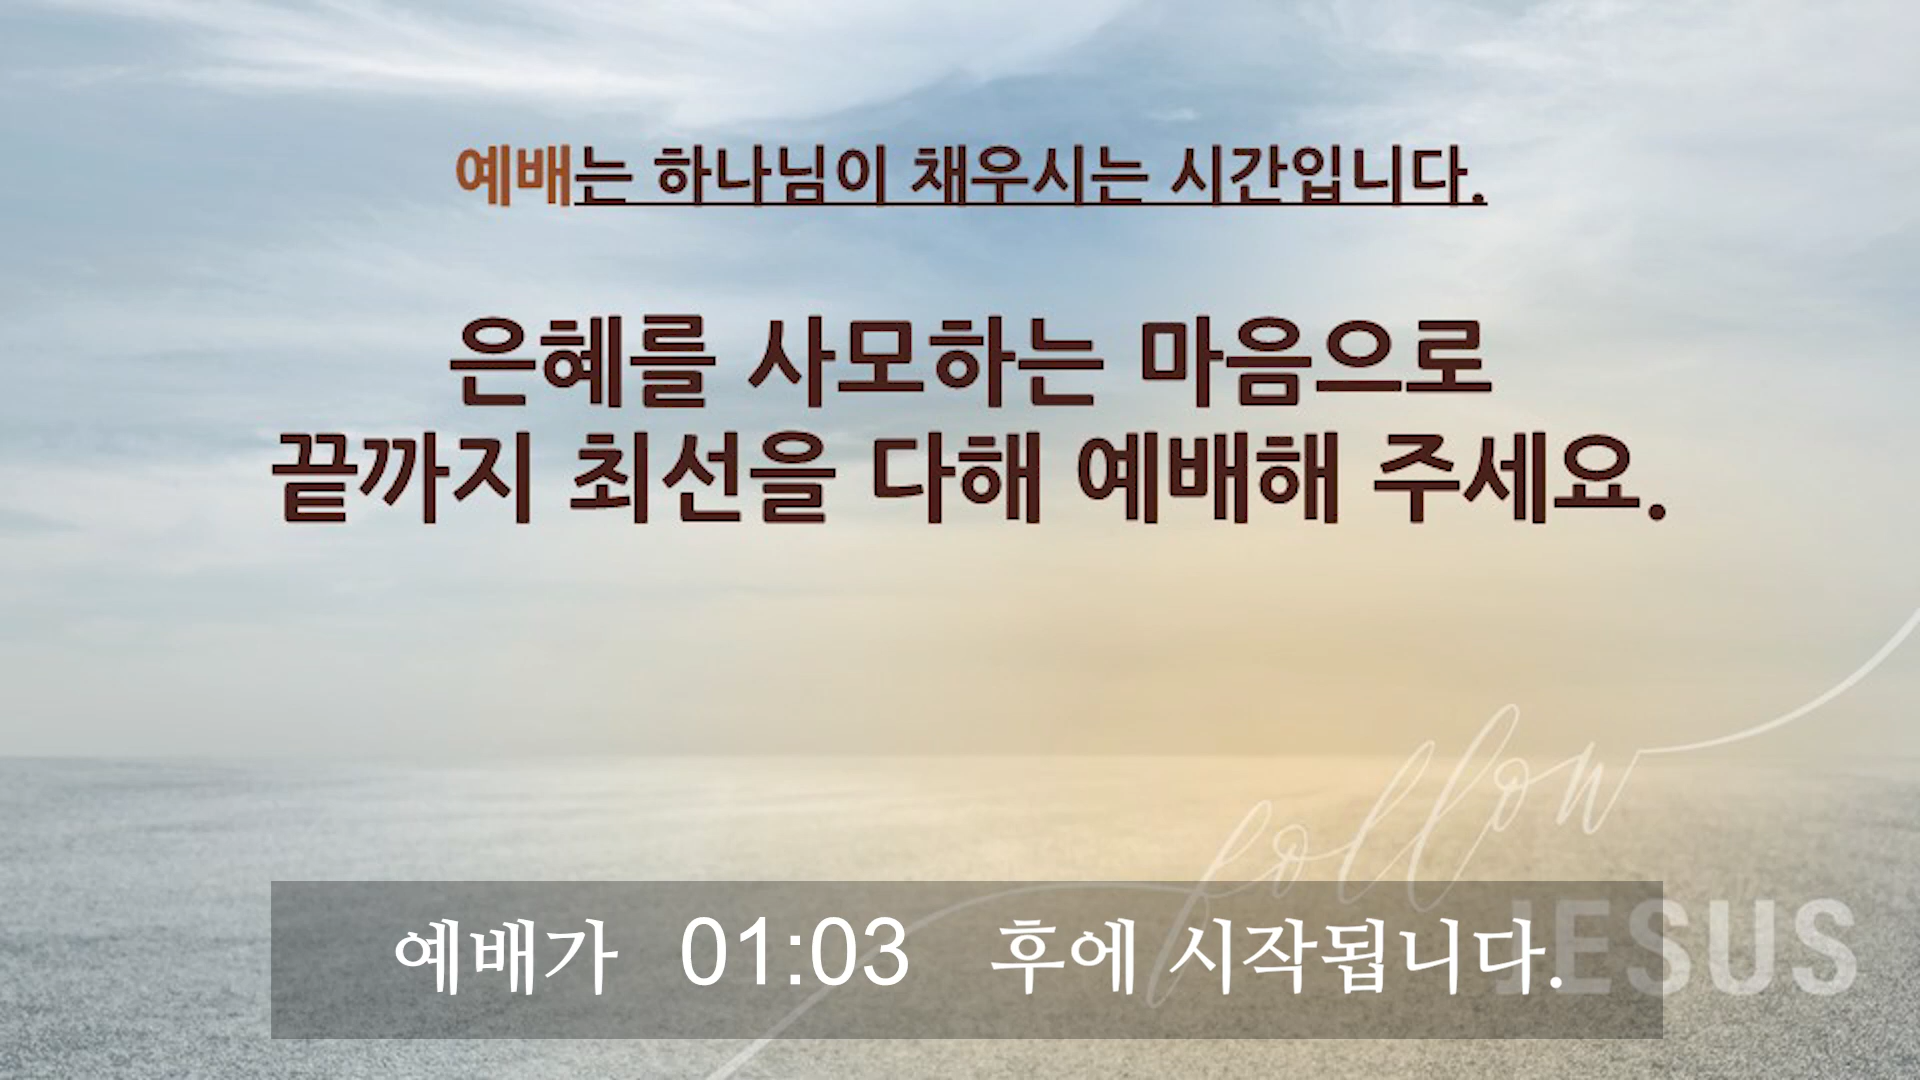 예배는 하나님이 채우시는 시간입니다.
은혜를 사모하는 마음으로
끝까지 최선을 다해 예배해 주세요.
follow
JESUS
예배가 01:03 후에 시작됩니다.